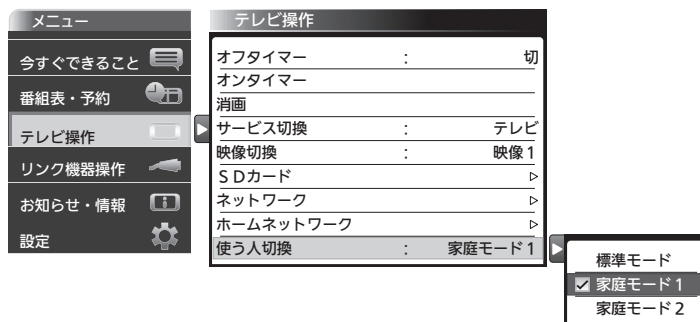 メニュー
今すぐできること
番組表・予約
テレビ操作
リンク機器操作
お知らせ・情報
設定
テレビ操作
オフタイマー : 切
オンタイマー
消画
サービス切換 : テレビ
映像切換 : 映像1
SDカード
ネットワーク
ホームネットワーク
使う人切換 : 家庭モード1
標準モード
家庭モード1
家庭モード2